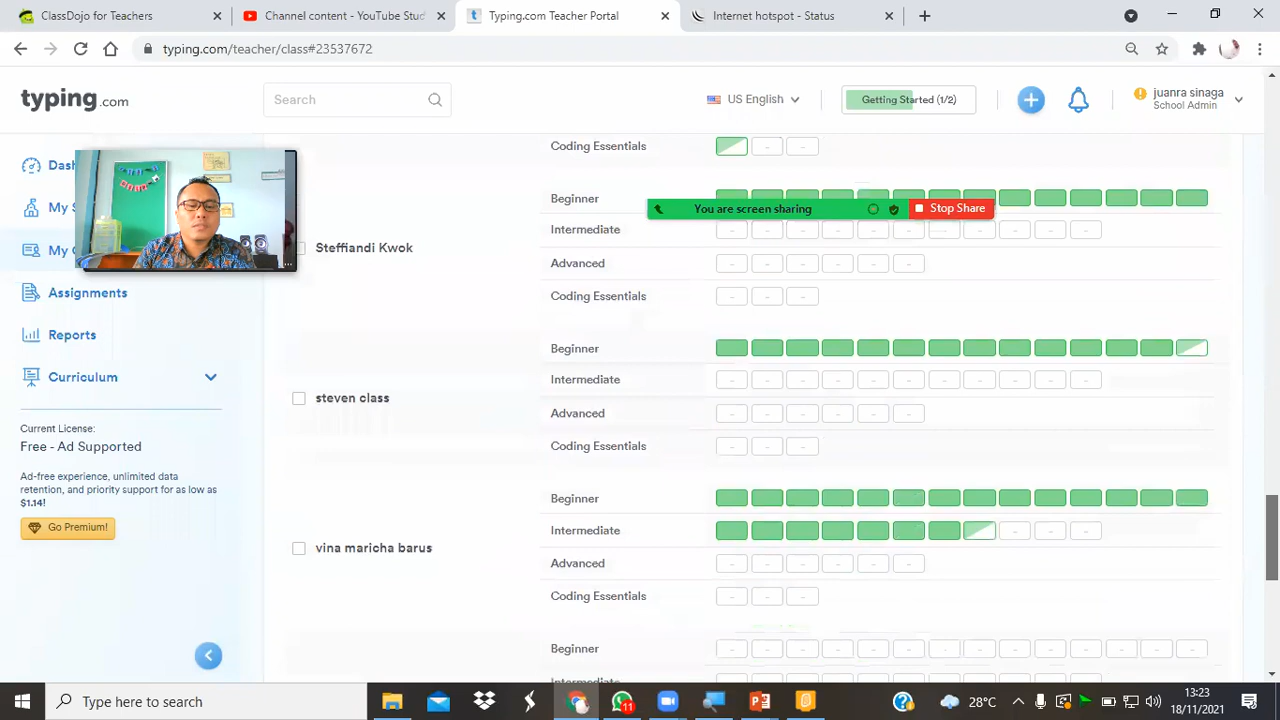 ClassDojo for Teachers
Channel content - YouTube Stud
Typing.com Teacher Portal
Internet hotspot - Status
typing.com/teacher/class#23537672
typing.com
Search
US English
Getting Started (1/2)
juanra sinaga
School Admin
Dash
My S
My C
Assignments
Reports
Curriculum
Current License:
Free - Ad Supported
Ad-free experience, unlimited data
retention, and priority support for as low as
$1.14!
Go Premium!
Coding Essentials
You are screen sharing
Stop Share
Steffiandi Kwok
Beginner
Intermediate
Advanced
Coding Essentials
steven class
Beginner
Intermediate
Advanced
Coding Essentials
vina maricha barus
Beginner
Intermediate
Advanced
Coding Essentials
Beginner
Intermediate
Type here to search
11
28°C
13:23
18/11/2021